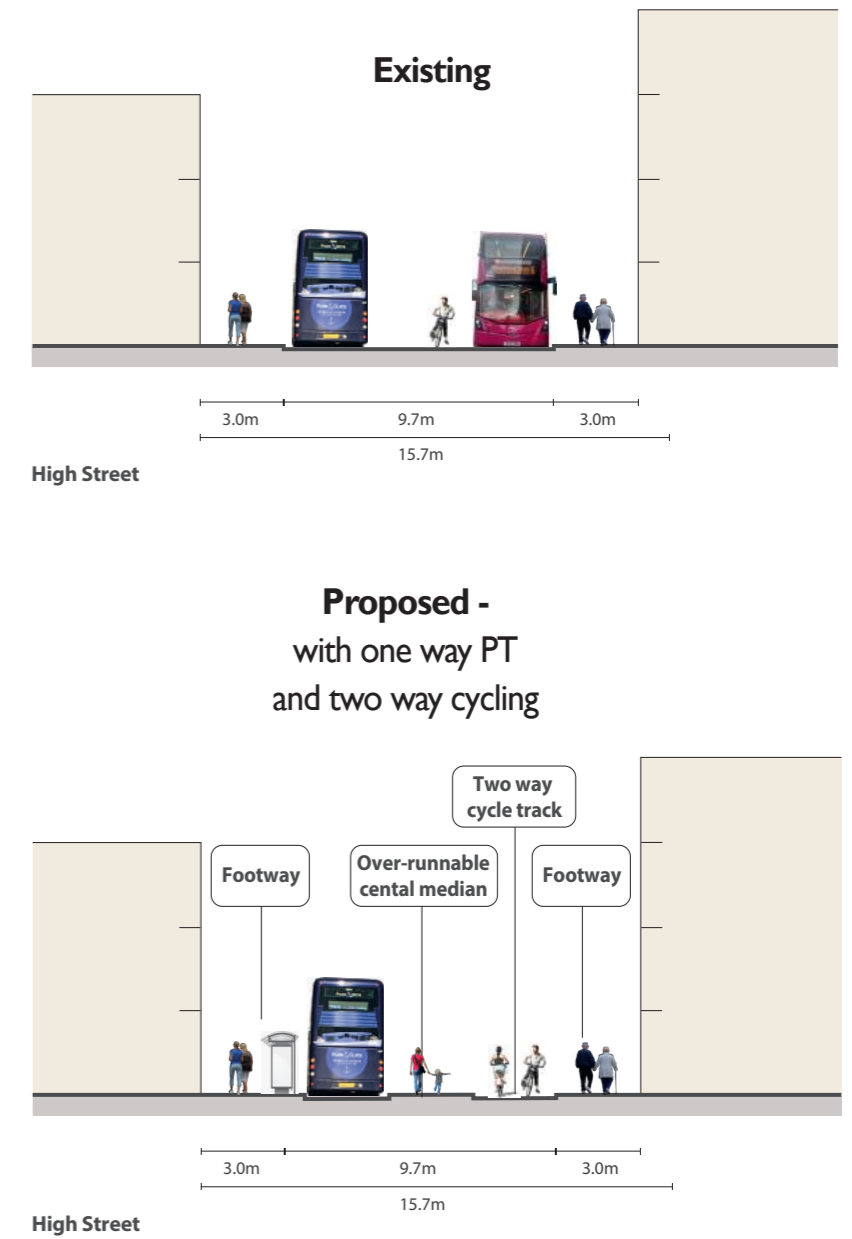 Existing
3.0m
9.7m
3.0m
15.7m
High Street
Proposed -
with one way PT
and two way cycling
Two way
cycle track
Footway
Over-runnable
cental median
Footway
3.0m
9.7m
3.0m
15.7m
High Street